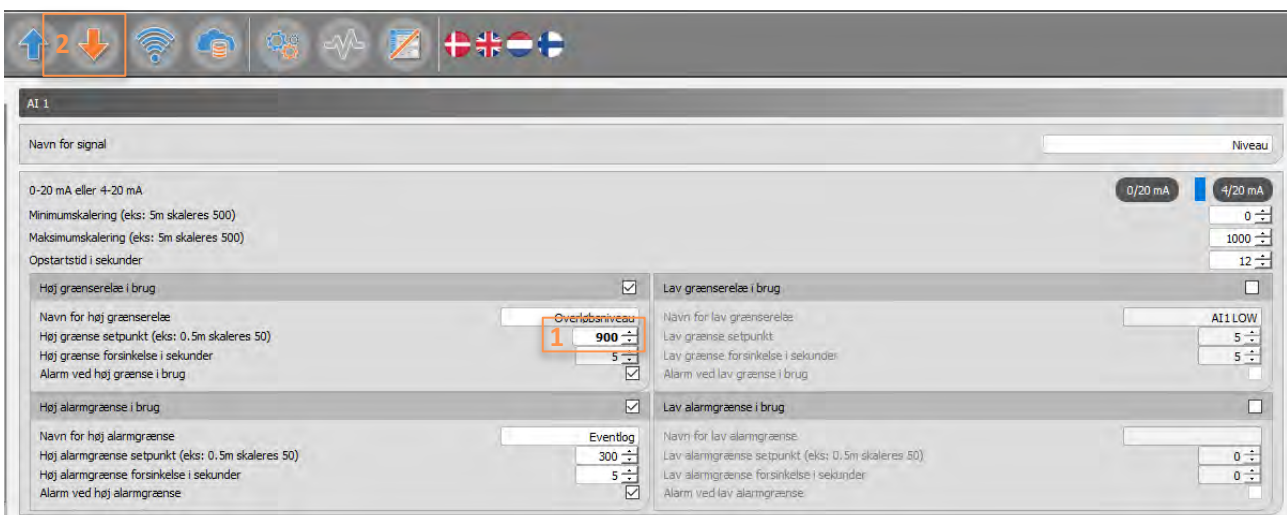 2
AI 1
Navn for signal Niveau
0-20 mA eller 4-20 mA 0/20 mA 4/20 mA
Minimumskalering (eks: 5m skaleres 500) 0
Maksimumskalering (eks: 5m skaleres 500) 1000
Opstartstid i sekunder 12
Høj grænserelæ i brug
Navn for høj grænserelæ Overløbsniveau
Høj grænse setpunkt (eks: 0.5m skaleres 50) 1 900
Høj grænse forsinkelse i sekunder 5
Alarm ved høj grænse i brug
Lav grænserelæ i brug
Navn for lav grænserelæ AI1 LOW
Lav grænse setpunkt 5
Lav grænse forsinkelse i sekunder 5
Alarm ved lav grænse i brug
Høj alarmgrænse i brug
Navn for høj alarmgrænse Eventlog
Høj alarmgrænse setpunkt (eks: 0.5m skaleres 50) 300
Høj alarmgrænse forsinkelse i sekunder 5
Alarm ved høj alarmgrænse
Lav alarmgrænse i brug
Navn for lav alarmgrænse
Lav alarmgrænse setpunkt (eks: 0.5m skaleres 50) 0
Lav alarmgrænse forsinkelse i sekunder 0
Alarm ved lav alarmgrænse